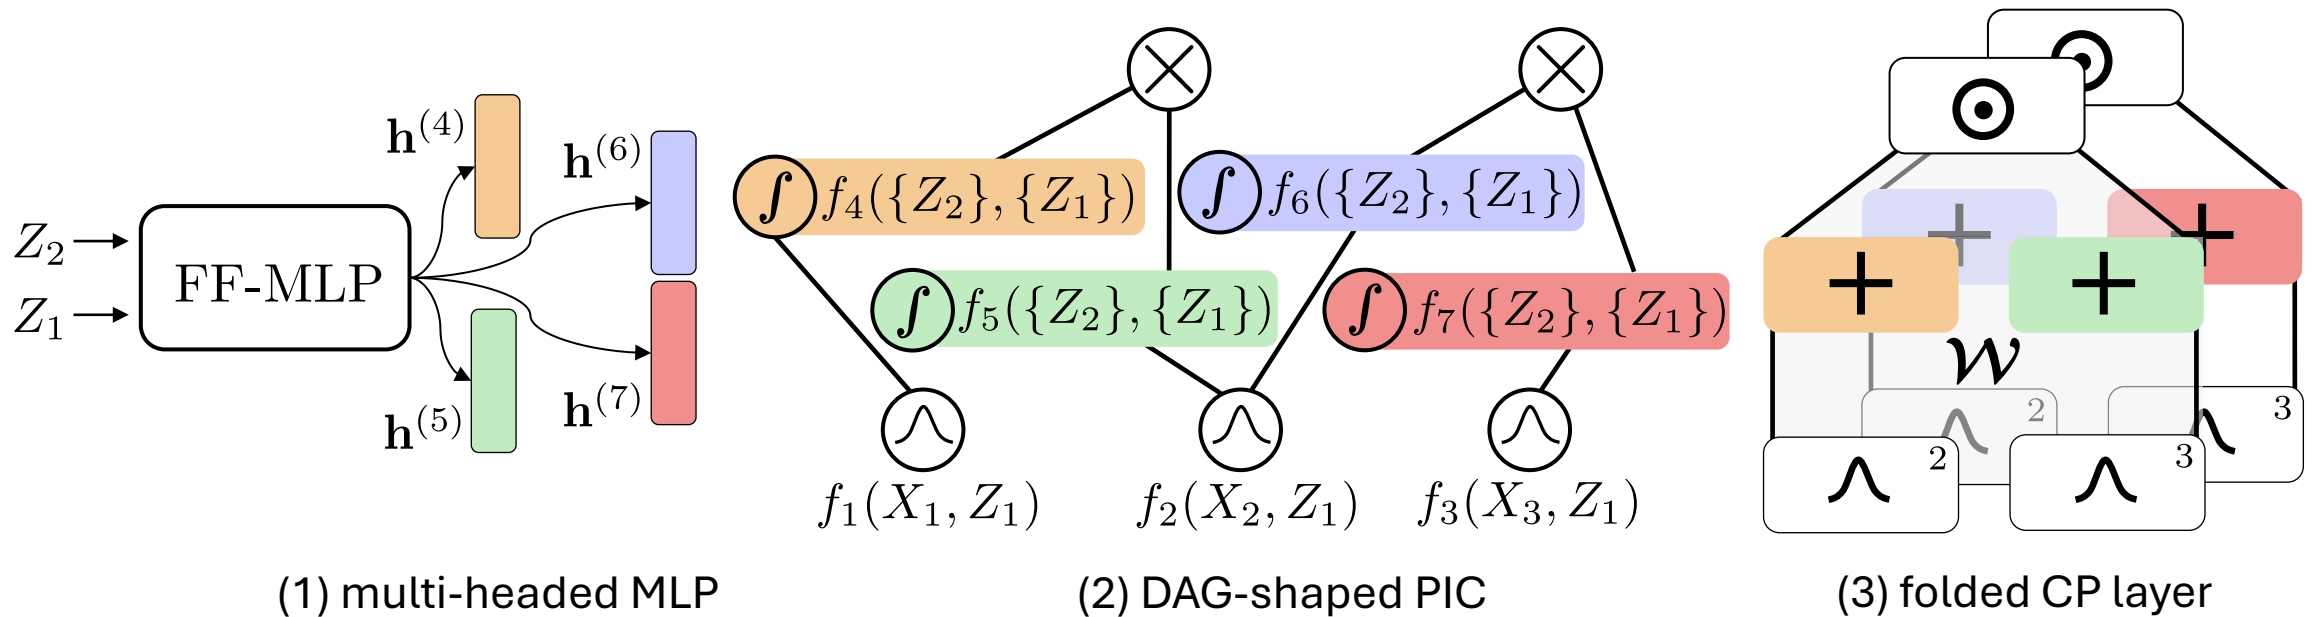 Z_2
Z_1
FF-MLP
h^{(4)}
h^{(6)}
h^{(5)}
h^{(7)}
(1) multi-headed MLP
∫ f_4({Z_2}, {Z_1})
∫ f_6({Z_2}, {Z_1})
∫ f_5({Z_2}, {Z_1})
∫ f_7({Z_2}, {Z_1})
f_1(X_1, Z_1)
f_2(X_2, Z_1)
f_3(X_3, Z_1)
(2) DAG-shaped PIC
𝓦
2
3
2
3
(3) folded CP layer